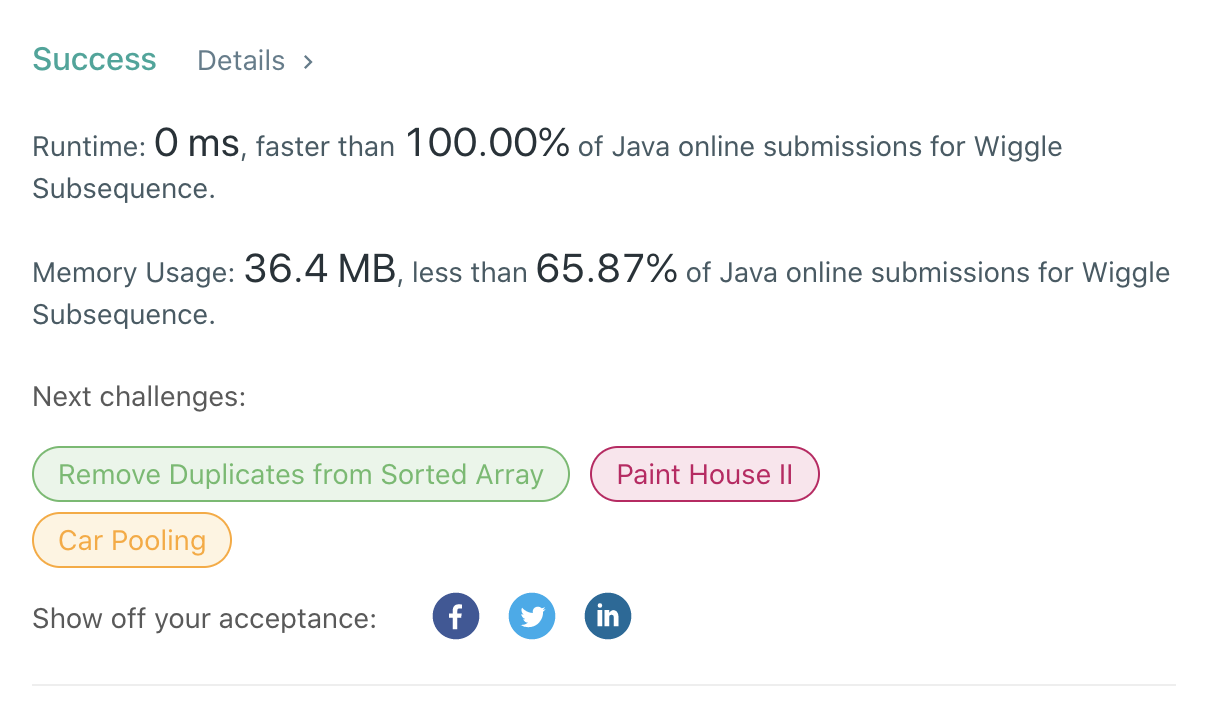 Success Details >
Runtime: 0 ms, faster than 100.00% of Java online submissions for Wiggle
Subsequence.
Memory Usage: 36.4 MB, less than 65.87% of Java online submissions for Wiggle
Subsequence.
Next challenges:
Remove Duplicates from Sorted Array Paint House II
Car Pooling
Show off your acceptance: f in